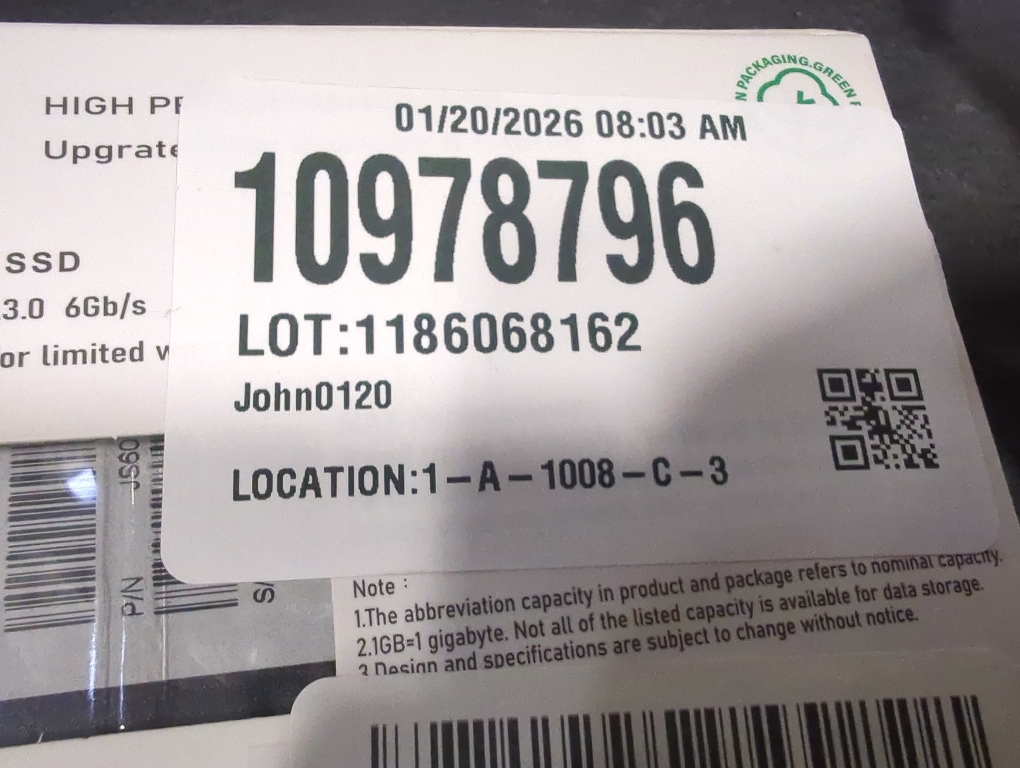 HIGH
Upgrat
01/20/2026 08:03 AM
10978796
SSD
3.0 6Gb/s
or limited
LOT:1186068162
John0120
LOCATION:1-A-1008-C-3
PACKAGING.GREEN
P/N
Note :
1.The abbreviation capacity in product and package refers to nominal capacity.
2.1GB=1 gigabyte. Not all of the listed capacity is available for data storage.
3.Design and specifications are subject to change without notice.